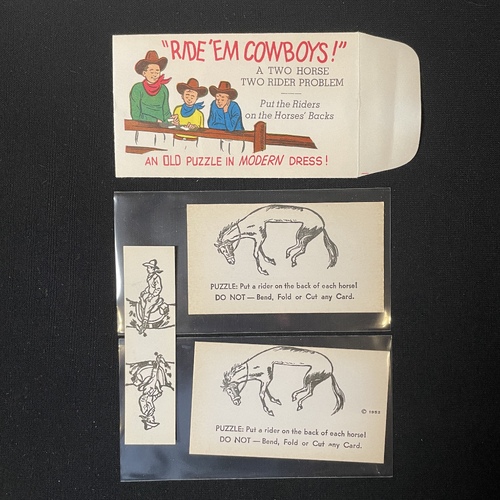 "RIDE 'EM COWBOYS!"
A TWO HORSE
TWO RIDER PROBLEM
Put the Riders
on the Horses' Backs
AN OLD PUZZLE IN MODERN DRESS!
PUZZLE: Put a rider on the back of each horse!
DO NOT — Bend, Fold or Cut any Card.
PUZZLE: Put a rider on the back of each horse!
DO NOT — Bend, Fold or Cut any Card.
©